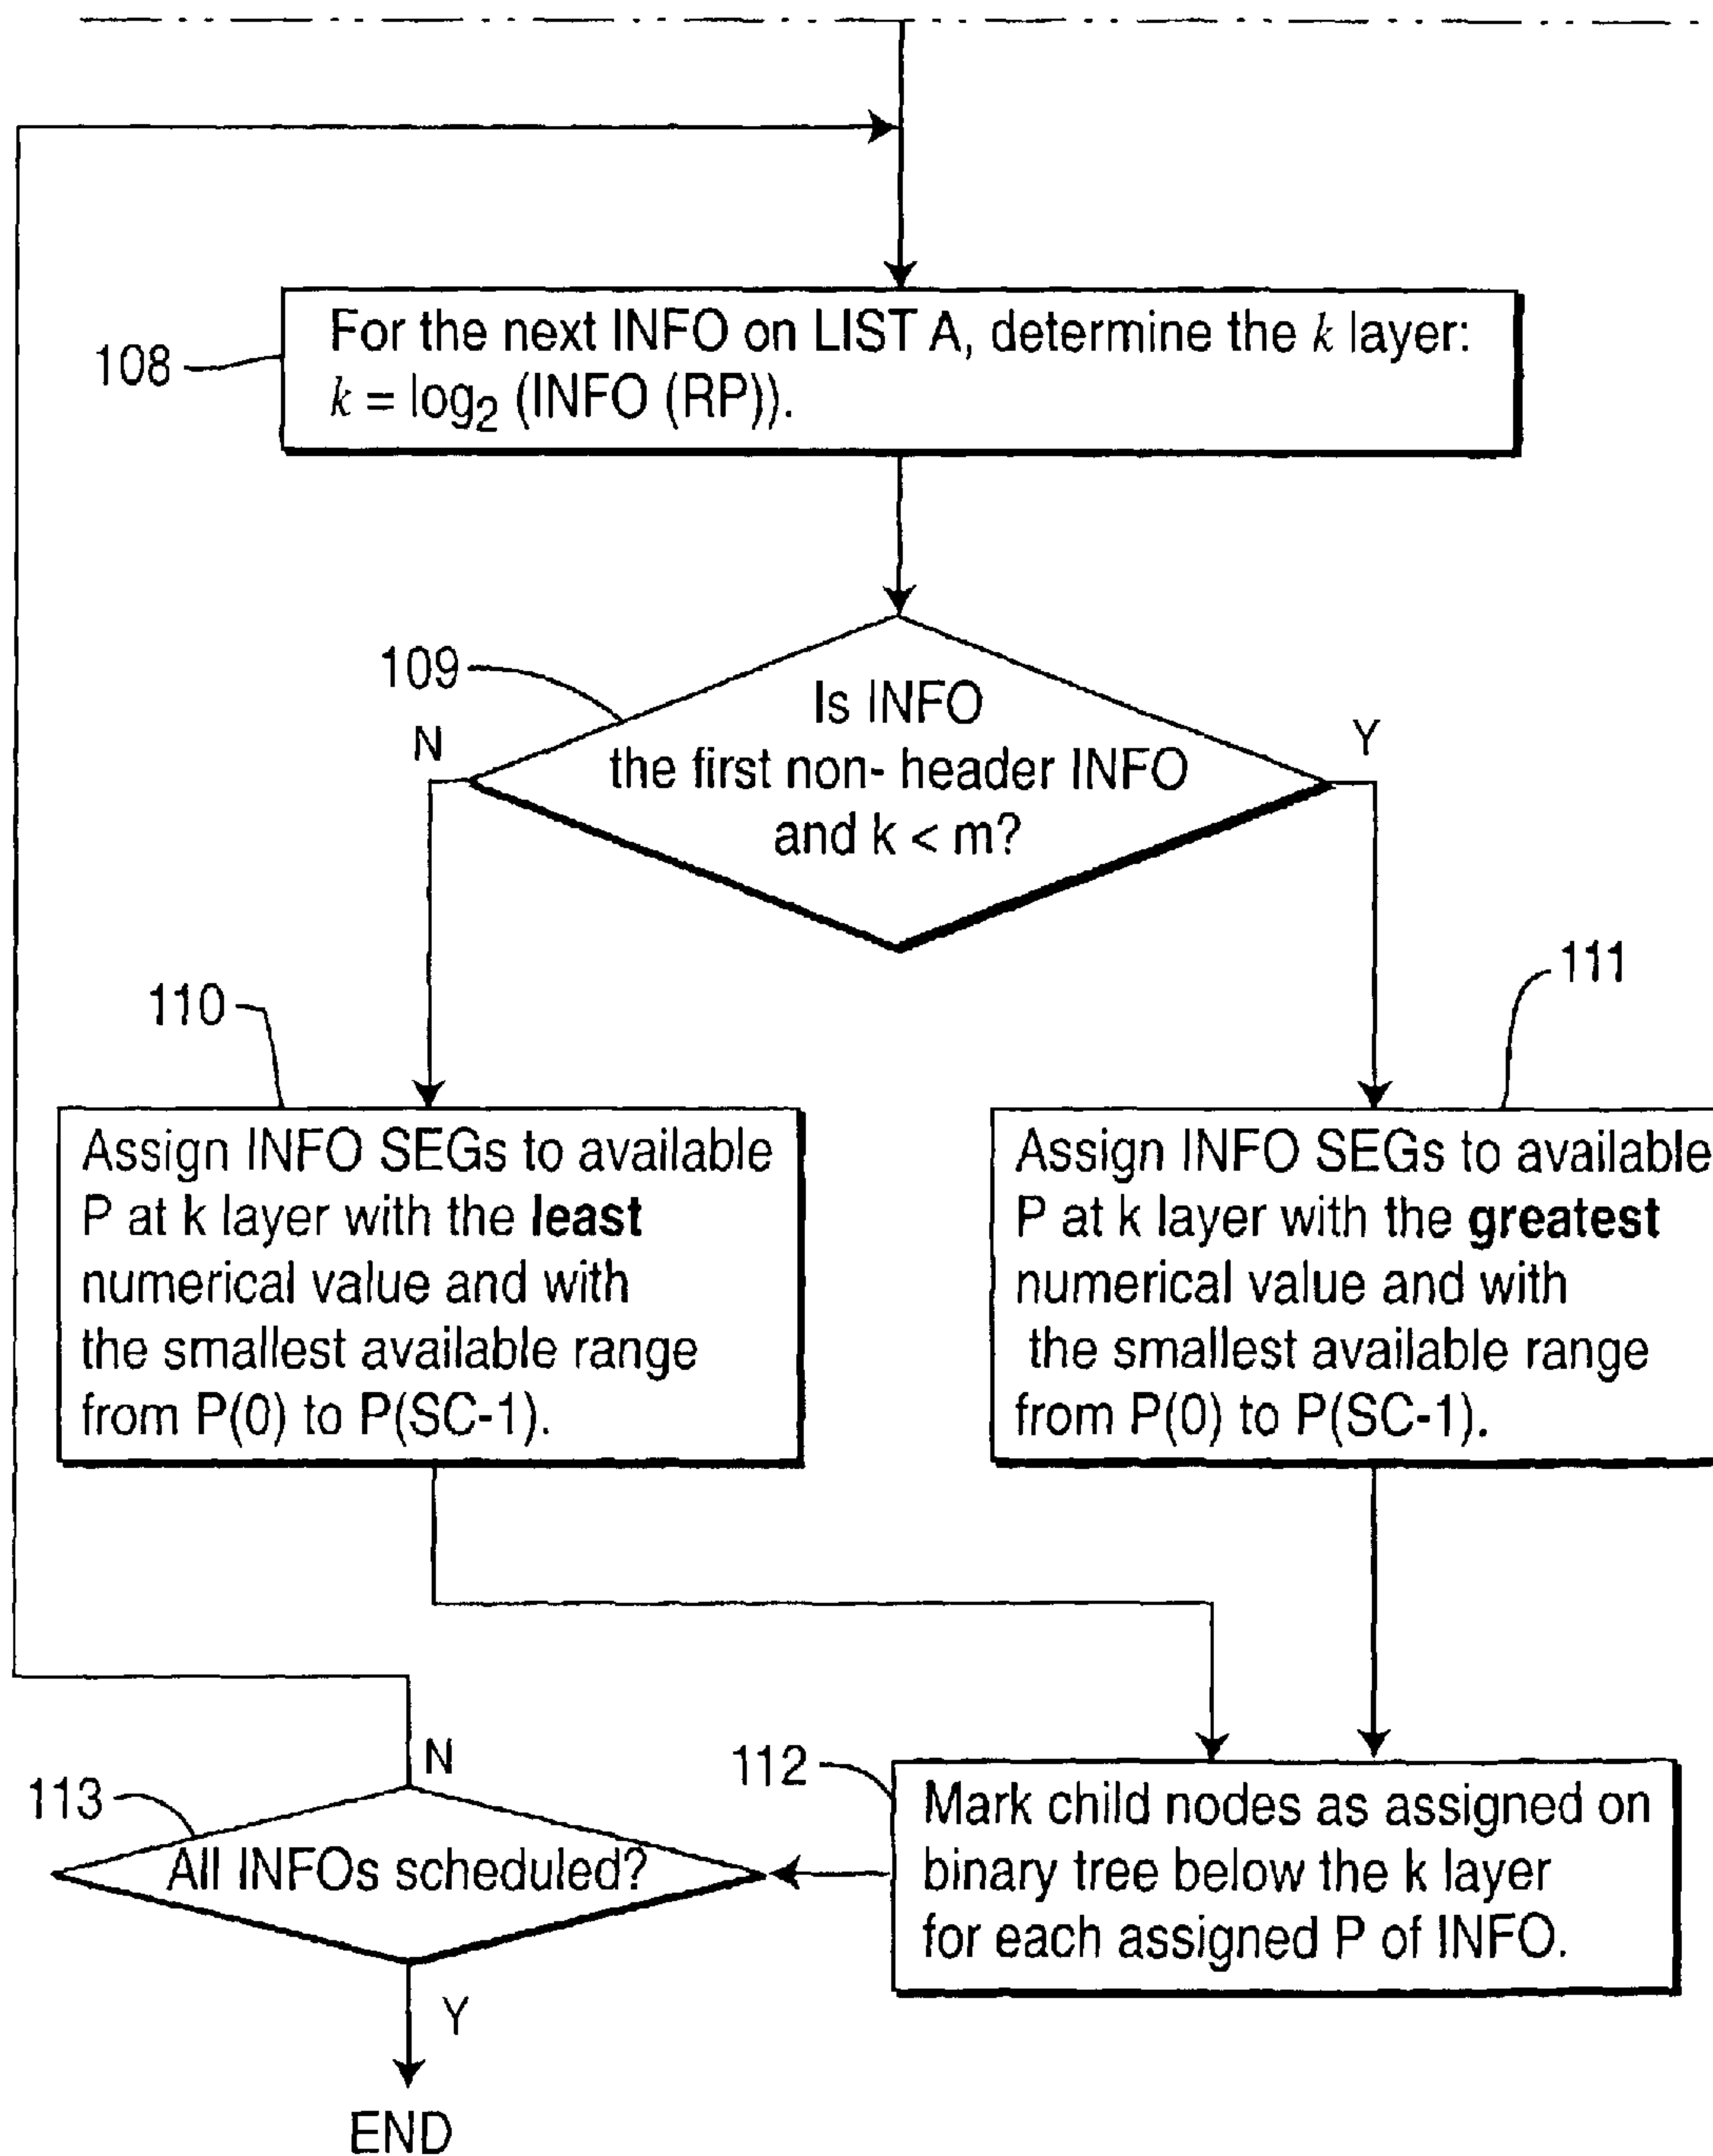 108
For the next INFO on LIST A, determine the k layer:
k = log2 (INFO (RP)).
109
N
Is INFO
the first non- header INFO
and k < m?
Y
110
111
Assign INFO SEGs to available
P at k layer with the least
numerical value and with
the smallest available range
from P(0) to P(SC-1).
Assign INFO SEGs to available
P at k layer with the greatest
numerical value and with
the smallest available range
from P(0) to P(SC-1).
N
113
All INFOs scheduled?
112
Mark child nodes as assigned on
binary tree below the k layer
for each assigned P of INFO.
Y
END